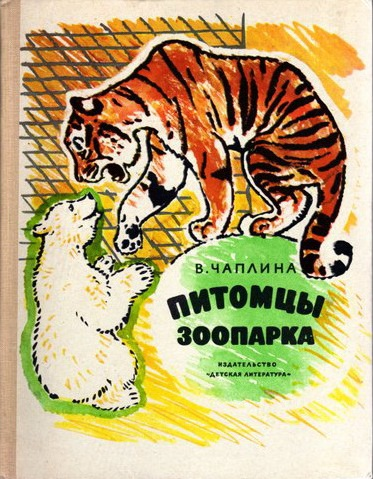 В. ЧАПЛИНА
ПИТОМЦЫ
ЗООПАРКА
ИЗДАТЕЛЬСТВО
«ДЕТСКАЯ ЛИТЕРАТУРА»